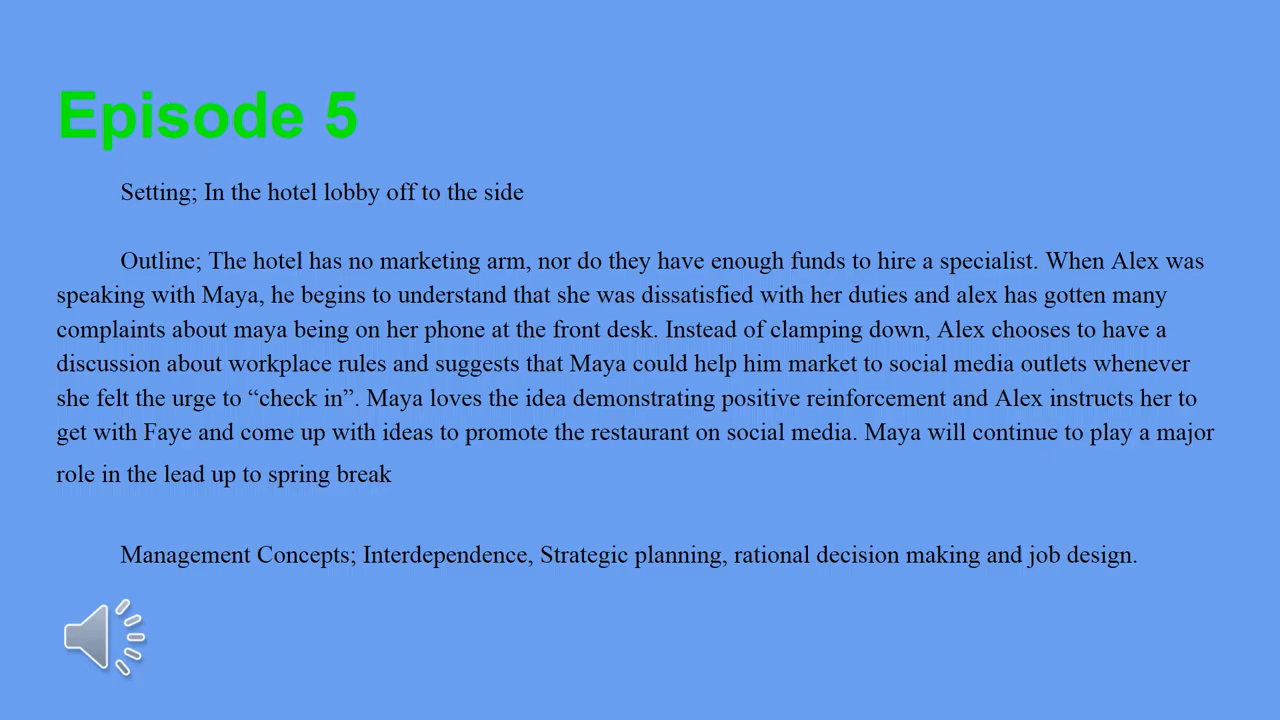 Episode 5
Setting; In the hotel lobby off to the side
Outline; The hotel has no marketing arm, nor do they have enough funds to hire a specialist. When Alex was
speaking with Maya, he begins to understand that she was dissatisfied with her duties and alex has gotten many
complaints about maya being on her phone at the front desk. Instead of clamping down, Alex chooses to have a
discussion about workplace rules and suggests that Maya could help him market to social media outlets whenever
she felt the urge to “check in”. Maya loves the idea demonstrating positive reinforcement and Alex instructs her to
get with Faye and come up with ideas to promote the restaurant on social media. Maya will continue to play a major
role in the lead up to spring break
Management Concepts; Interdependence, Strategic planning, rational decision making and job design.